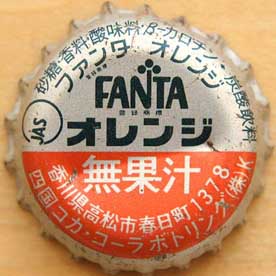 砂糖・香料・酸味料・β-カロチン・炭酸飲料
ファンタ オレンジ
FANTA
登録商標
オレンジ
JAS
無果汁
香川県高松市春日町1378
四国コカ・コーラボトリング(株)K